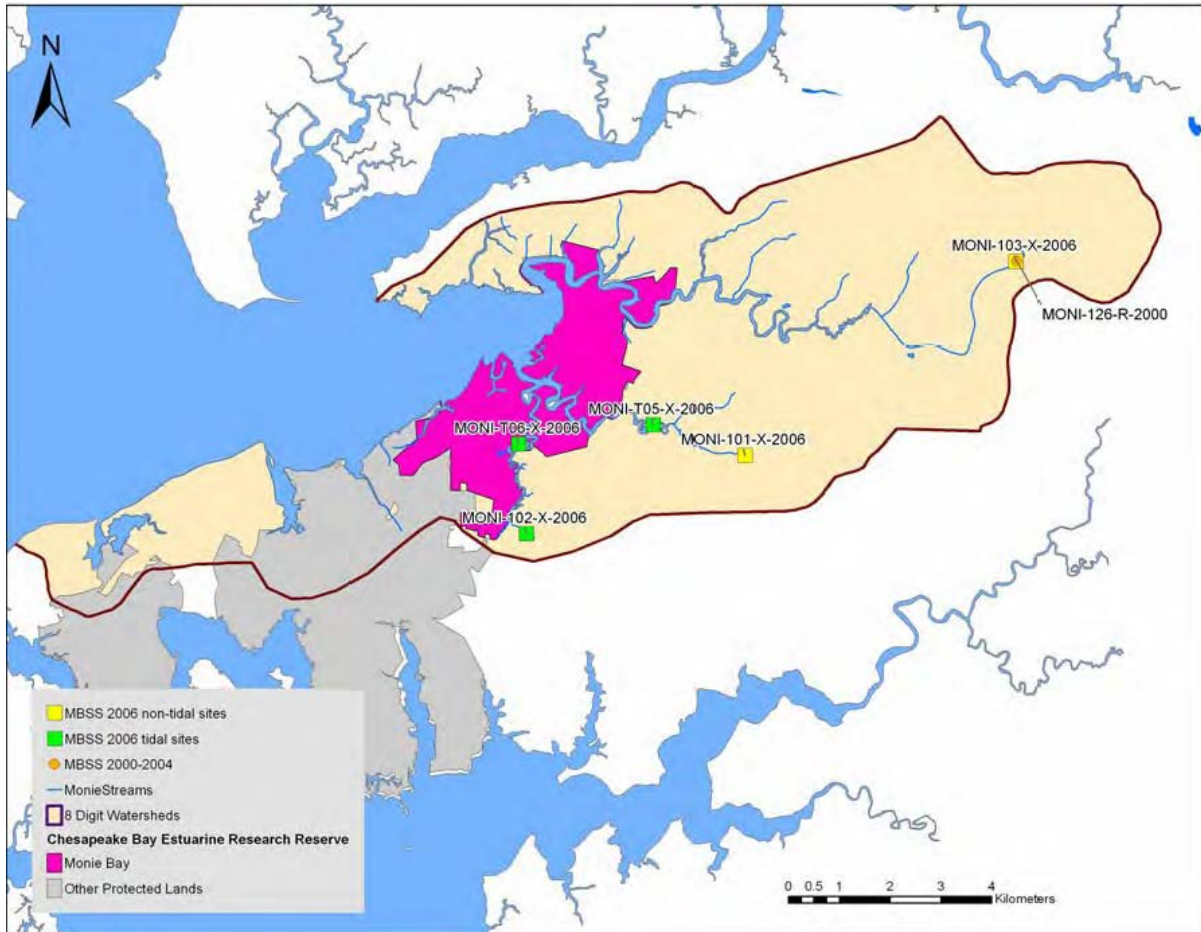 N
MONI-103-X-2006
MONI-126-R-2000
MONI-T05-X-2006
MONI-T06-X-2006
MONI-101-X-2006
MONI-102-X-2006
MBSS 2006 non-tidal sites
MBSS 2006 tidal sites
MBSS 2000-2004
MonieStreams
8 Digit Watersheds
Chesapeake Bay Estuarine Research Reserve
Monie Bay
Other Protected Lands
0 0.5 1 2 3 4
Kilometers